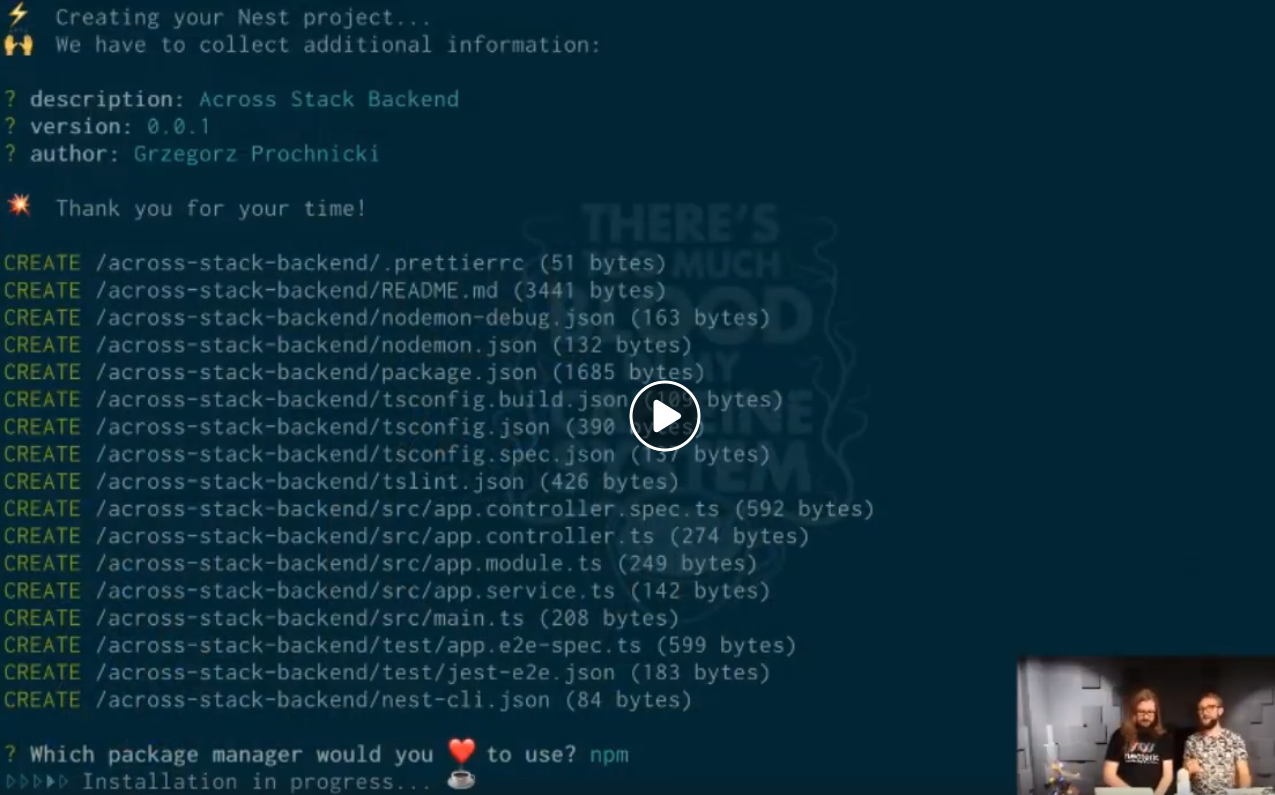 Creating your Nest project...
We have to collect additional information:
? description: Across Stack Backend
? version: 0.0.1
? author: Grzegorz Prochnicki
Thank you for your time!
CREATE /across-stack-backend/.prettierrc (51 bytes)
CREATE /across-stack-backend/README.md (3441 bytes)
CREATE /across-stack-backend/nodemon-debug.json (163 bytes)
CREATE /across-stack-backend/nodemon.json (132 bytes)
CREATE /across-stack-backend/package.json (1685 bytes)
CREATE /across-stack-backend/tsconfig.build.json bytes)
CREATE /across-stack-backend/tsconfig.json (390
CREATE /across-stack-backend/tsconfig.spec.json (137 bytes)
CREATE /across-stack-backend/tslint.json (426 bytes)
CREATE /across-stack-backend/src/app.controller.spec.ts (592 bytes)
CREATE /across-stack-backend/src/app.controller.ts (274 bytes)
CREATE /across-stack-backend/src/app.module.ts (249 bytes)
CREATE /across-stack-backend/src/app.service.ts (142 bytes)
CREATE /across-stack-backend/src/main.ts (208 bytes)
CREATE /across-stack-backend/test/app.e2e-spec.ts (599 bytes)
CREATE /across-stack-backend/test/jest-e2e.json (183 bytes)
CREATE /across-stack-backend/nest-cli.json (84 bytes)
? Which package manager would you ❤️ to use? npm
Installation in progress... ☕
THERE'S
MUCH
BLOOD
MY
SYSTEM